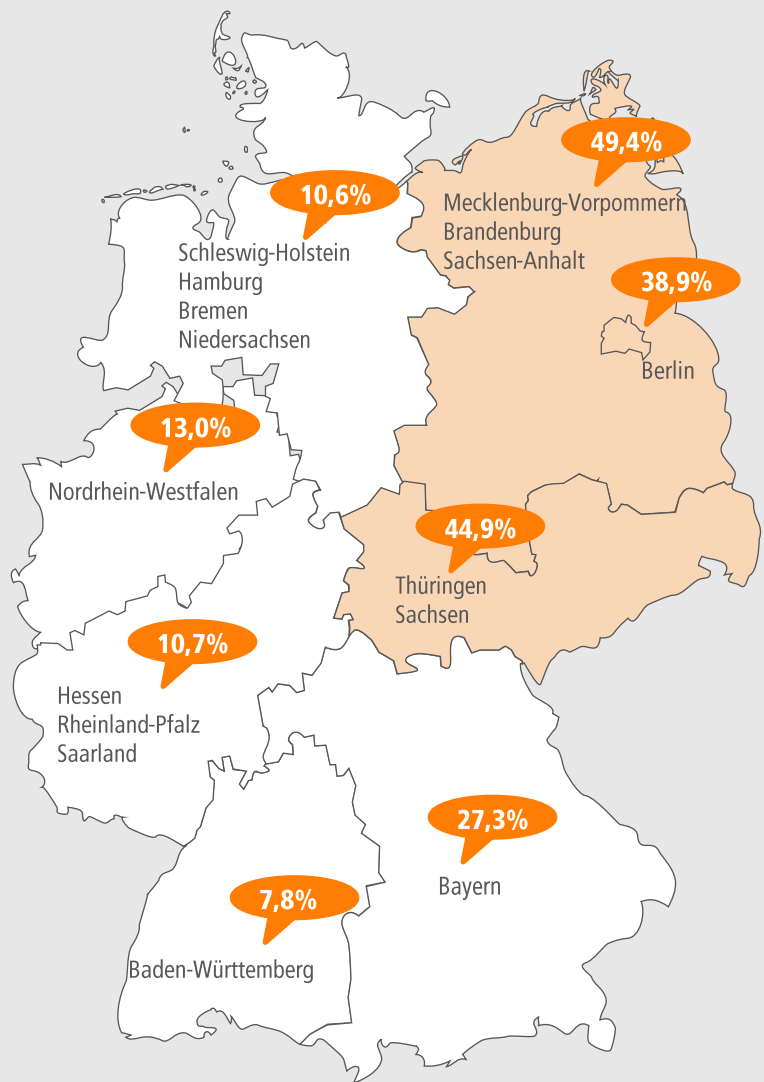 49,4%
Mecklenburg-Vorpommern
Brandenburg
Sachsen-Anhalt
10,6%
Schleswig-Holstein
Hamburg
Bremen
Niedersachsen
38,9%
Berlin
13,0%
Nordrhein-Westfalen
44,9%
Thüringen
Sachsen
10,7%
Hessen
Rheinland-Pfalz
Saarland
27,3%
Bayern
7,8%
Baden-Württemberg